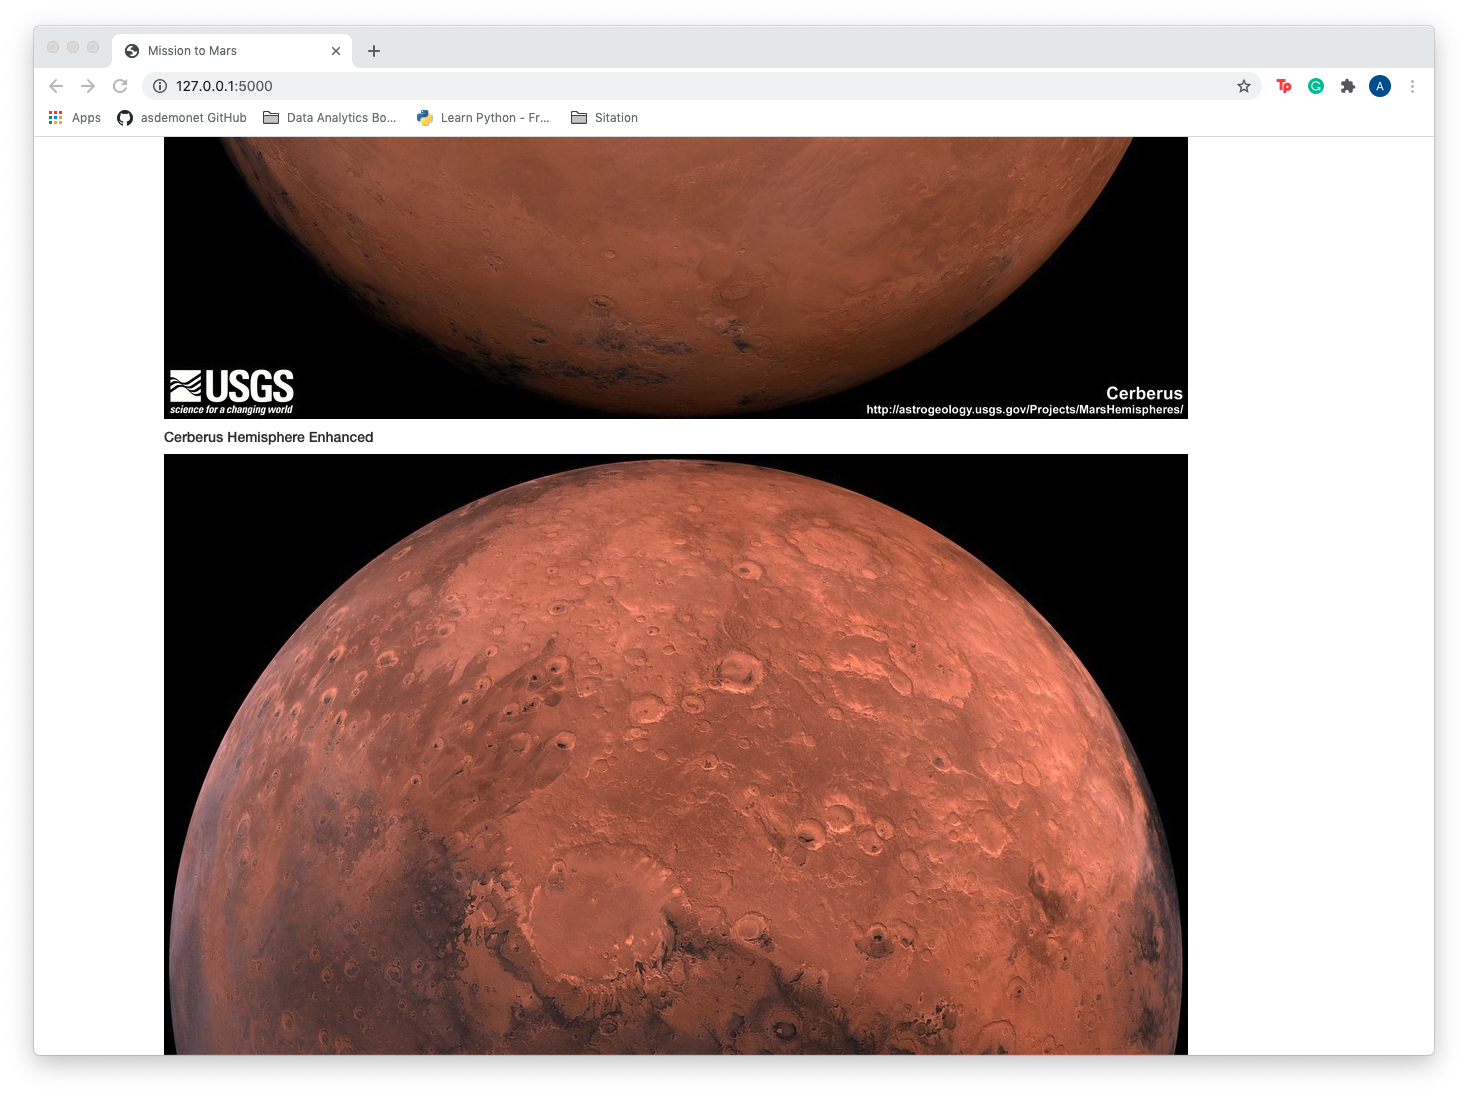 Mission to Mars
127.0.0.1:5000
Apps
asdemonet GitHub
Data Analytics Bo...
Learn Python - Fr...
Sitation
Tp
G
A
USGS
science for a changing world
Cerberus
http://astrogeology.usgs.gov/Projects/MarsHemispheres/
Cerberus Hemisphere Enhanced